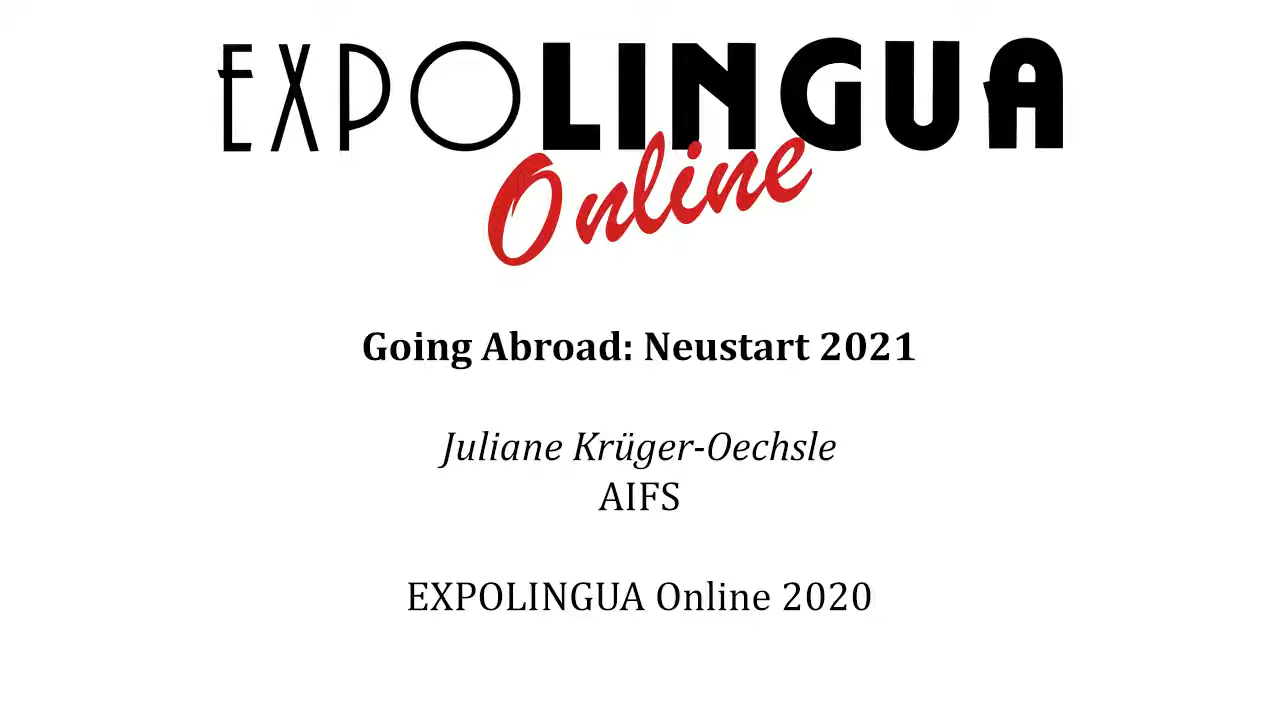 EXPOLINGUA
Online
Going Abroad: Neustart 2021
Juliane Krüger-Oechsle
AIFS
EXPOLINGUA Online 2020